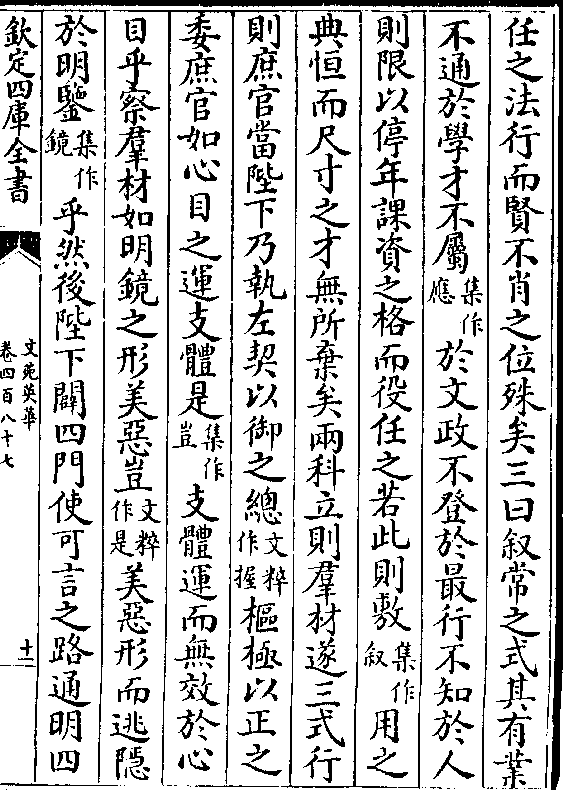 任之法行而賢不肖之位殊矣三曰叙常之式其有業
不通於學才不屬集作應於文政不登於最行不知於人
則限以停年課資之格而役任之若此則敷集作叙用之
典恒而尺寸之才無所棄矣兩科立則羣材遂三式行
則庶官當陛下乃執左契以御之總文粹作握樞極以正之
委庶官如心目之運支體是集作豈支體運而無效於心
目乎察羣材如明鏡之形美惡豈文粹作是美惡形而逃隠
於明鑒集作鏡乎然後陛下闢四門使可言之路通明四
欽定四庫全書
文苑英華
卷四百八十七
十一